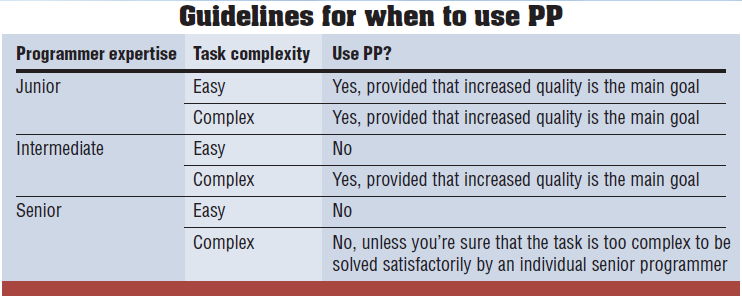 Guidelines for when to use PP
Programmer expertise Task complexity Use PP?
Junior Easy Yes, provided that increased quality is the main goal
Complex Yes, provided that increased quality is the main goal
Intermediate Easy No
Complex Yes, provided that increased quality is the main goal
Senior Easy No
Complex No, unless you’re sure that the task is too complex to be
solved satisfactorily by an individual senior programmer